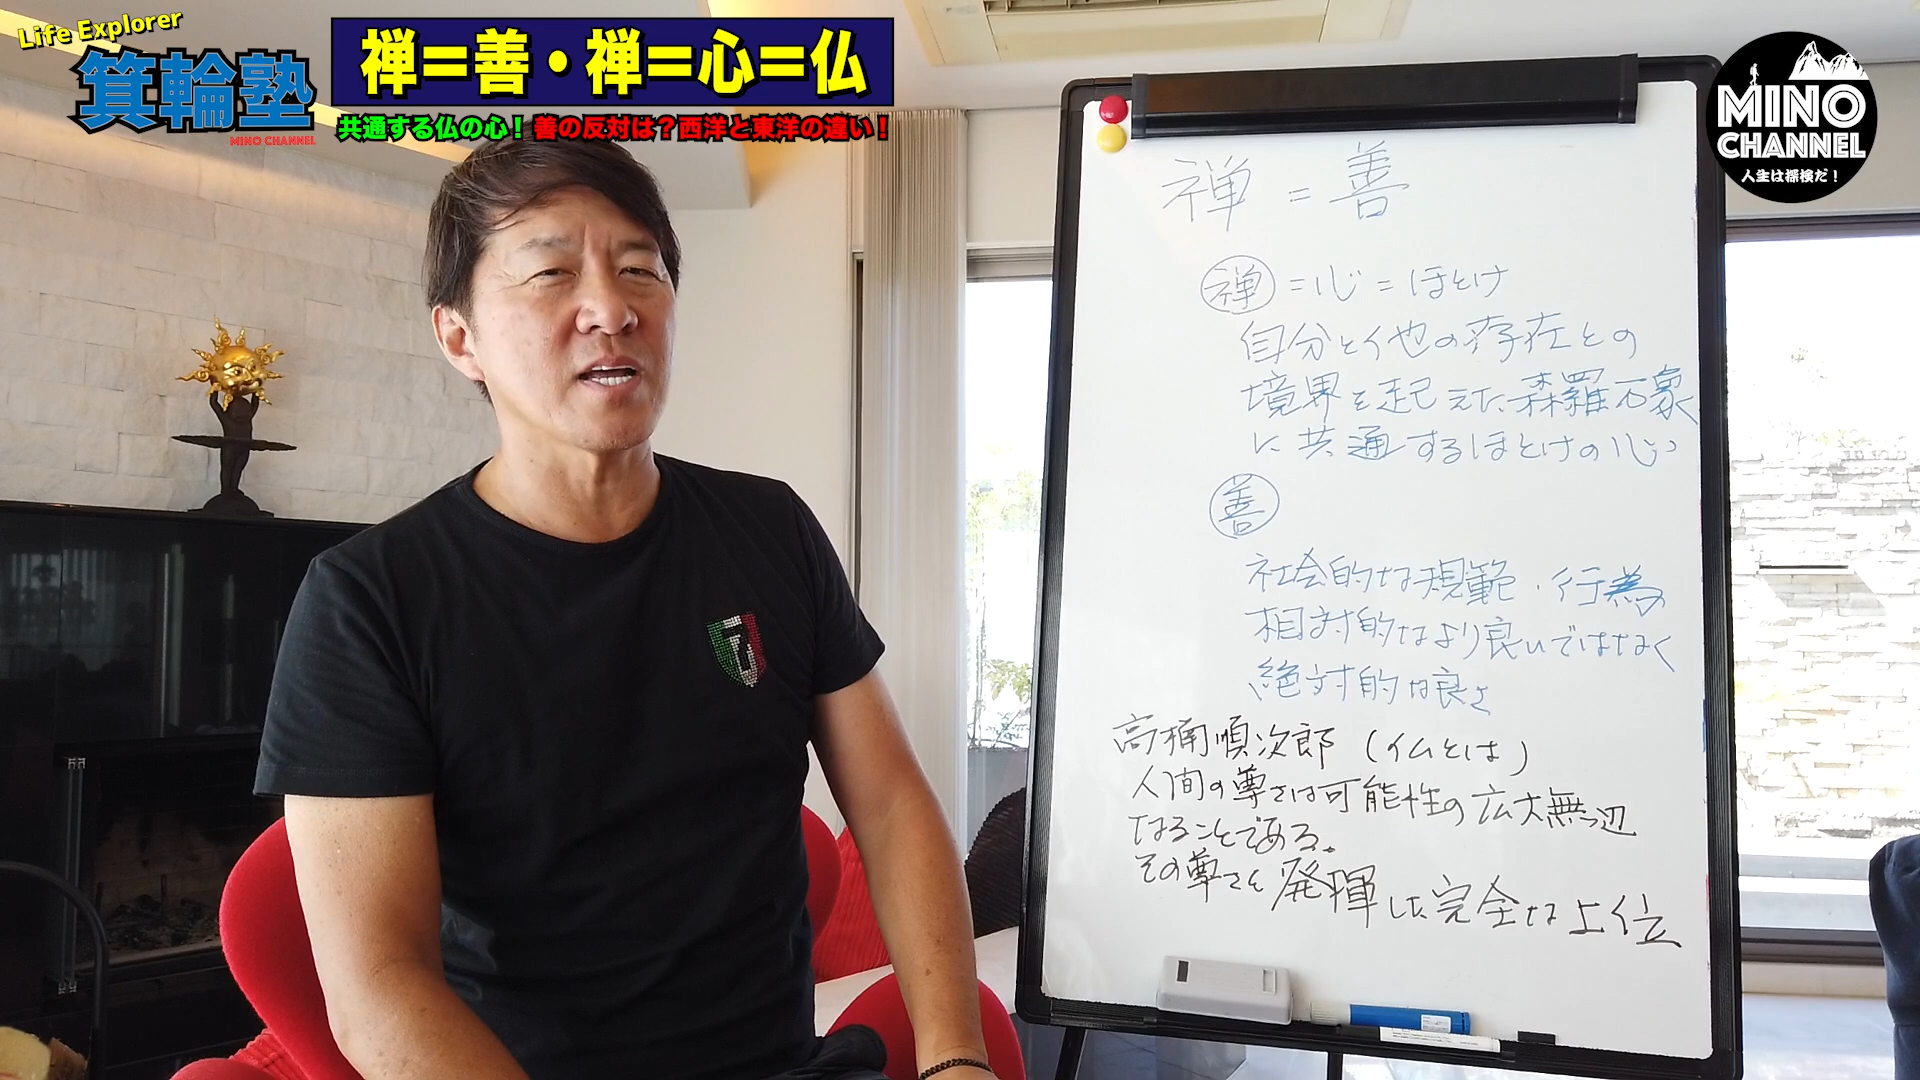 Life Explorer
箕輪塾
MINO CHANNEL
禅＝善・禅＝心＝仏
共通する仏の心！善の反対は？西洋と東洋の違い！
MINO
CHANNEL
人生は探検だ！
禅＝善
禅＝心＝ほとけ
自分と他の存在との
境界を起えた森羅万象
に共通するほとけの心
善
社会的な規範・行為の
相対的なより良いではなく
絶対的な良さ
高楠順次郎（仏とは）
人間の尊さは可能性の広大無辺
なることである。
その尊さを発揮した完全な上位